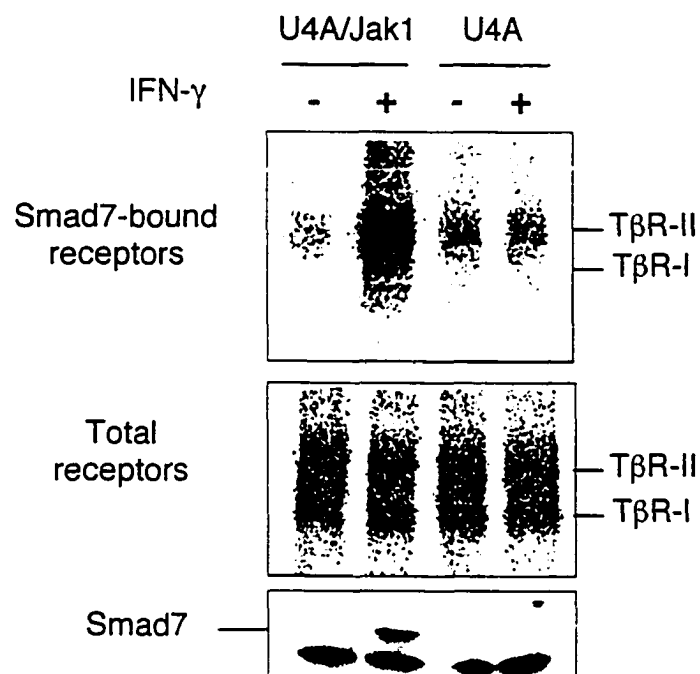 U4A/Jak1 U4A
IFN-γ - + - +
Smad7-bound
receptors
TβR-II
TβR-I
Total
receptors
TβR-II
TβR-I
Smad7